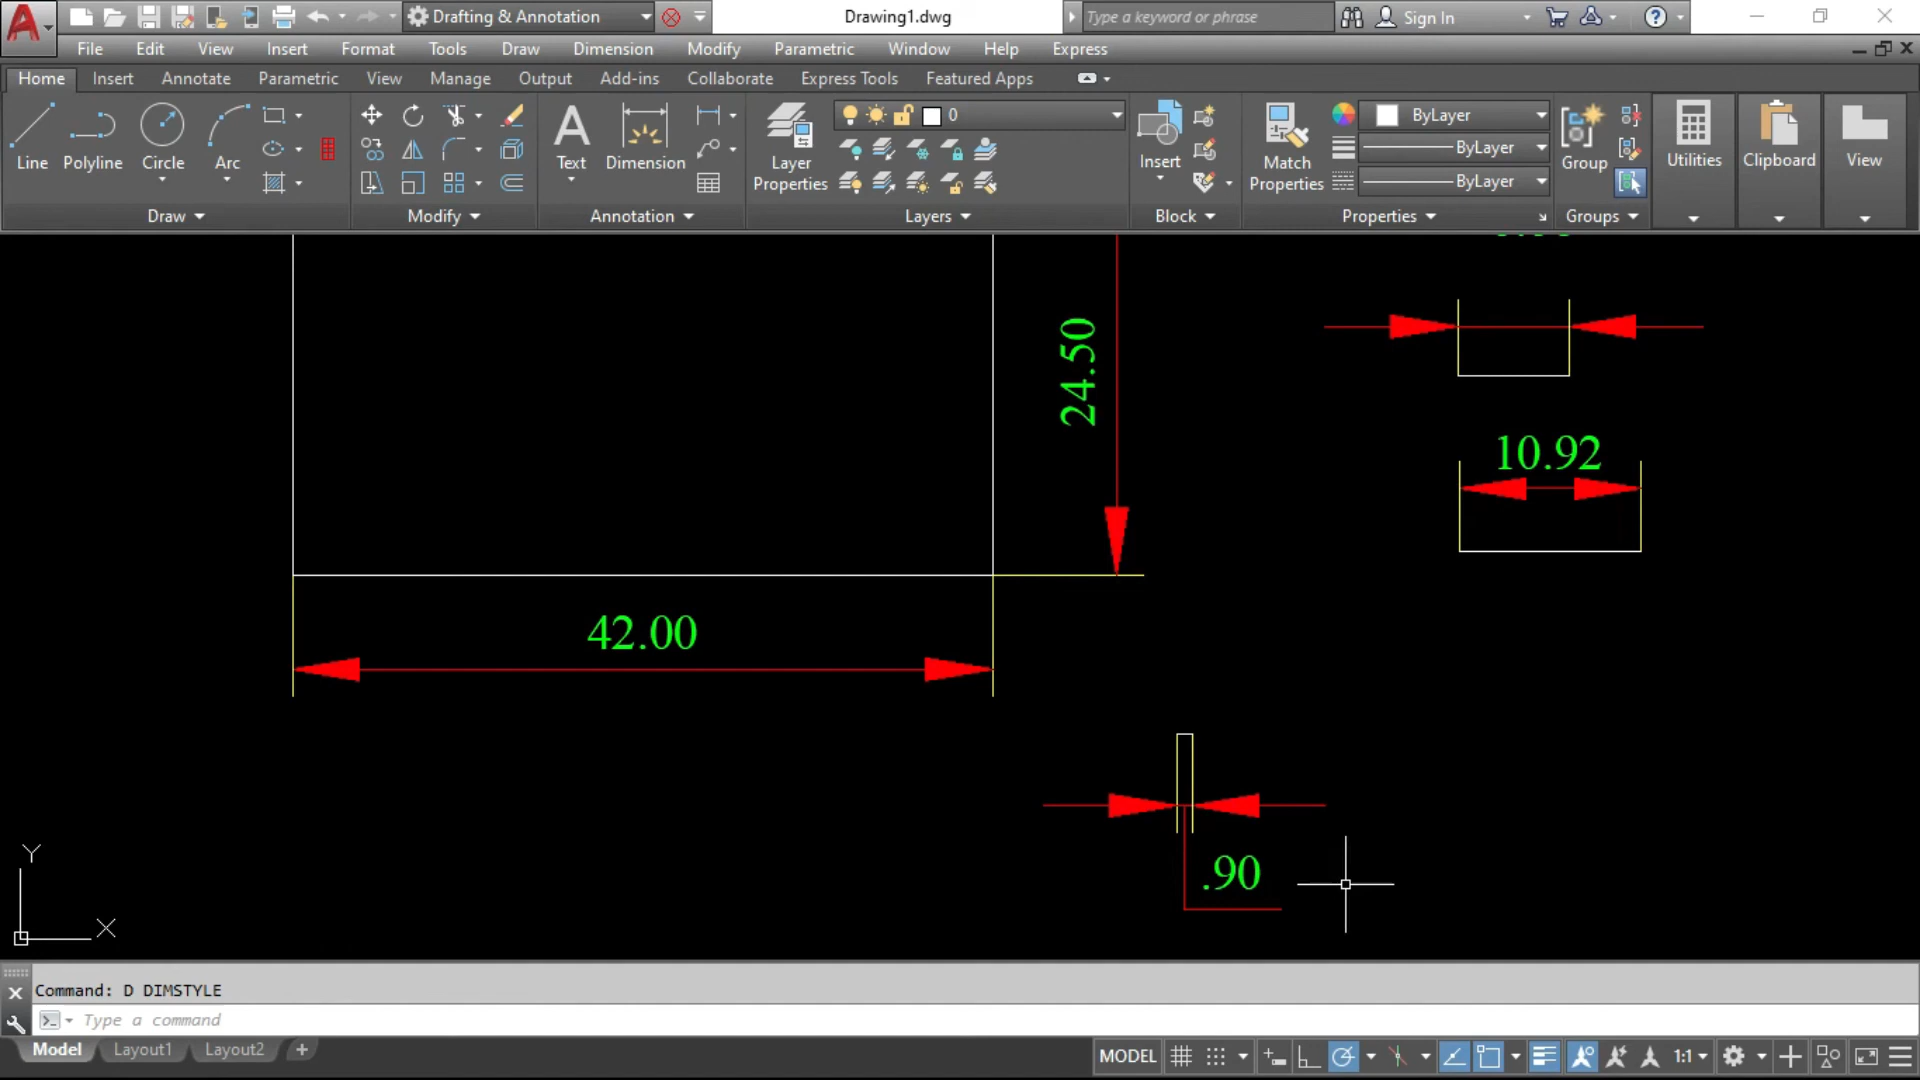 Drafting & Annotation
Drawing1.dwg
Type a keyword or phrase
Sign In
File Edit View Insert Format Tools Draw Dimension Modify Parametric Window Help Express
Home Insert Annotate Parametric View Manage Output Add-ins Collaborate Express Tools Featured Apps
Line Polyline Circle Arc
Text Dimension
Layer Properties
0
Insert
Match Properties
ByLayer
ByLayer
ByLayer
Group
Utilities
Clipboard
View
Draw Modify Annotation Layers Block Properties Groups
24.50
10.92
42.00
.90
Y
X
Command: D DIMSTYLE
Type a command
Model Layout1 Layout2 +
MODEL
1:1